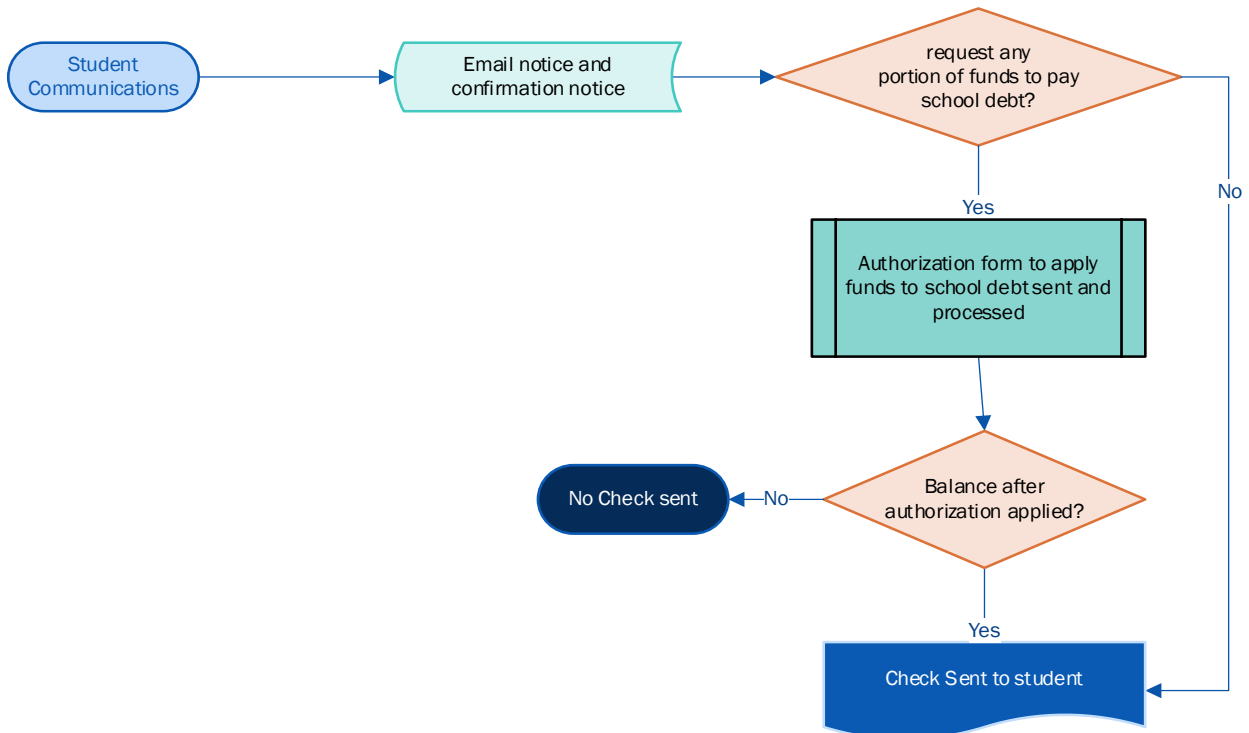 Student
Communications
Email notice and
confirmation notice
request any
portion of funds to pay
school debt?
No
Yes
Authorization form to apply
funds to school debt sent and
processed
Balance after
authorization applied?
No
No Check sent
Yes
Check Sent to student